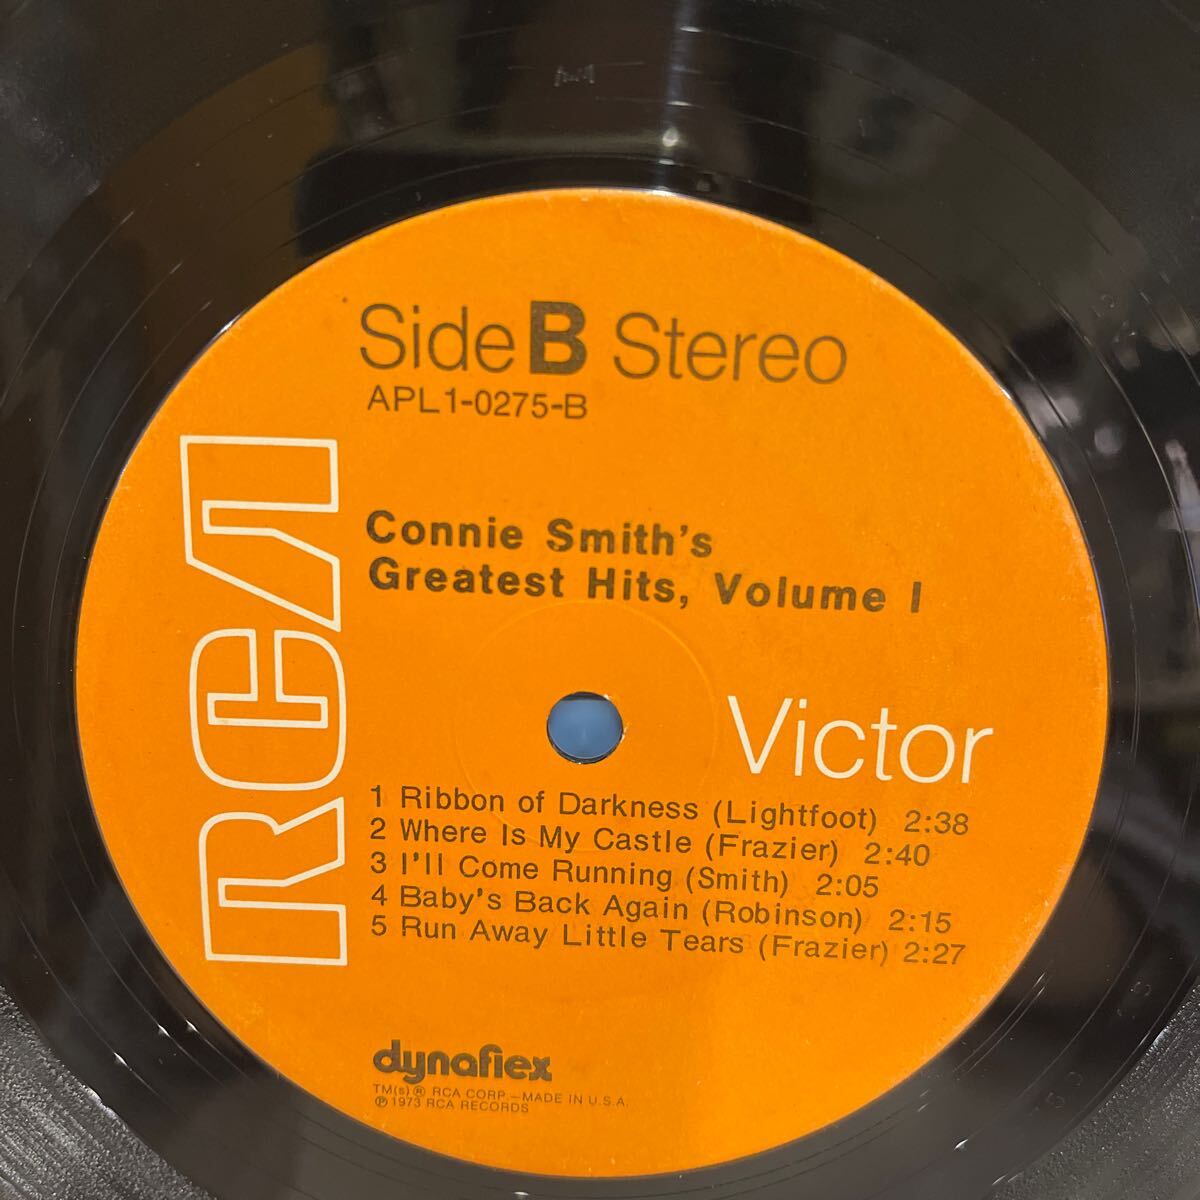 Side B Stereo
APL1-0275-B
RCA
Connie Smith's
Greatest Hits, Volume I
Victor
1 Ribbon of Darkness (Lightfoot) 2:38
2 Where Is My Castle (Frazier) 2:40
3 I'll Come Running (Smith) 2:05
4 Baby's Back Again (Robinson) 2:15
5 Run Away Little Tears (Frazier) 2:27
dynaflex
TM(s) ® RCA CORP.—MADE IN U.S.A.
℗ 1973 RCA RECORDS